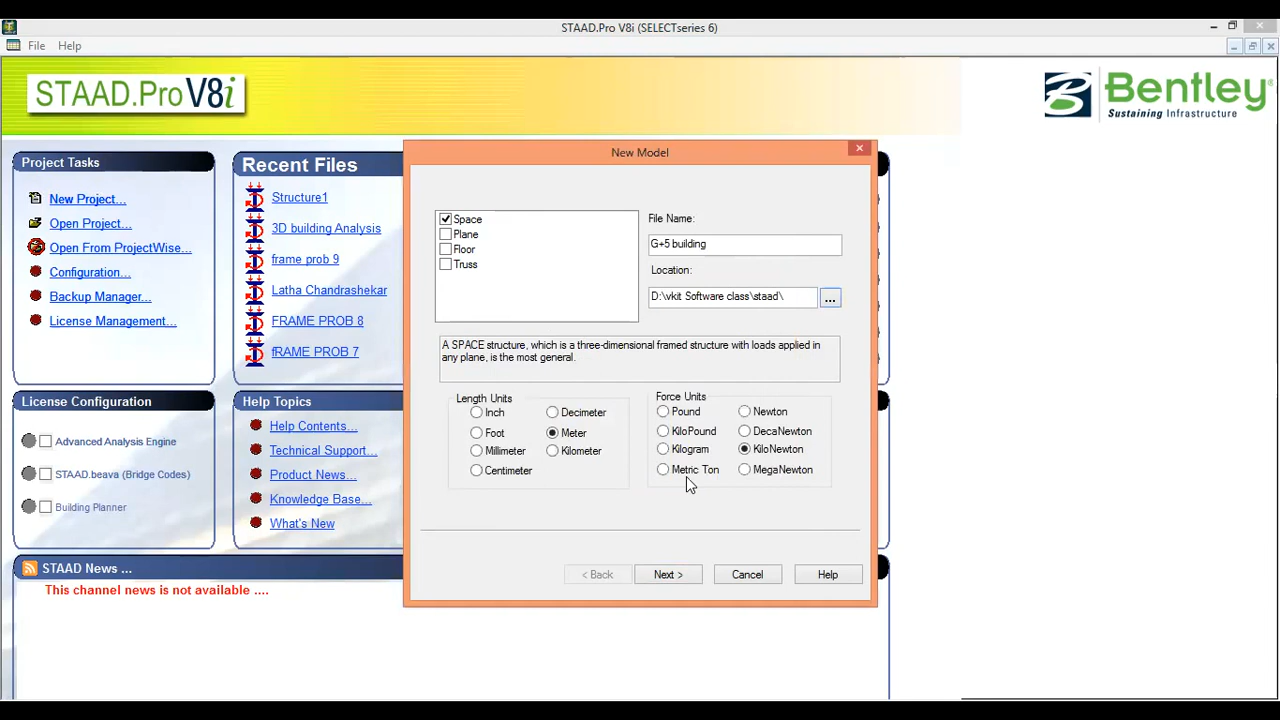 STAAD.Pro V8i (SELECTseries 6)
File Help
STAAD.Pro V8i
Bentley®
Sustaining Infrastructure
Project Tasks
New Project...
Open Project...
Open From ProjectWise...
Configuration...
Backup Manager...
License Management...
Recent Files
Structure1
3D building Analysis
frame prob 9
Latha Chandrashekar
FRAME PROB 8
fRAME PROB 7
New Model
Space
Plane
Floor
Truss
File Name:
G+5 building
Location:
D:\vkit Software class\staad\
...
A SPACE structure, which is a three-dimensional framed structure with loads applied in
any plane, is the most general.
Length Units
Inch Decimeter
Foot Meter
Millimeter Kilometer
Centimeter
Force Units
Pound Newton
KiloPound DecaNewton
Kilogram KiloNewton
Metric Ton MegaNewton
< Back Next > Cancel Help
License Configuration
Advanced Analysis Engine
STAAD.beava (Bridge Codes)
Building Planner
Help Topics
Help Contents...
Technical Support...
Product News...
Knowledge Base...
What's New
STAAD News ...
This channel news is not available ....